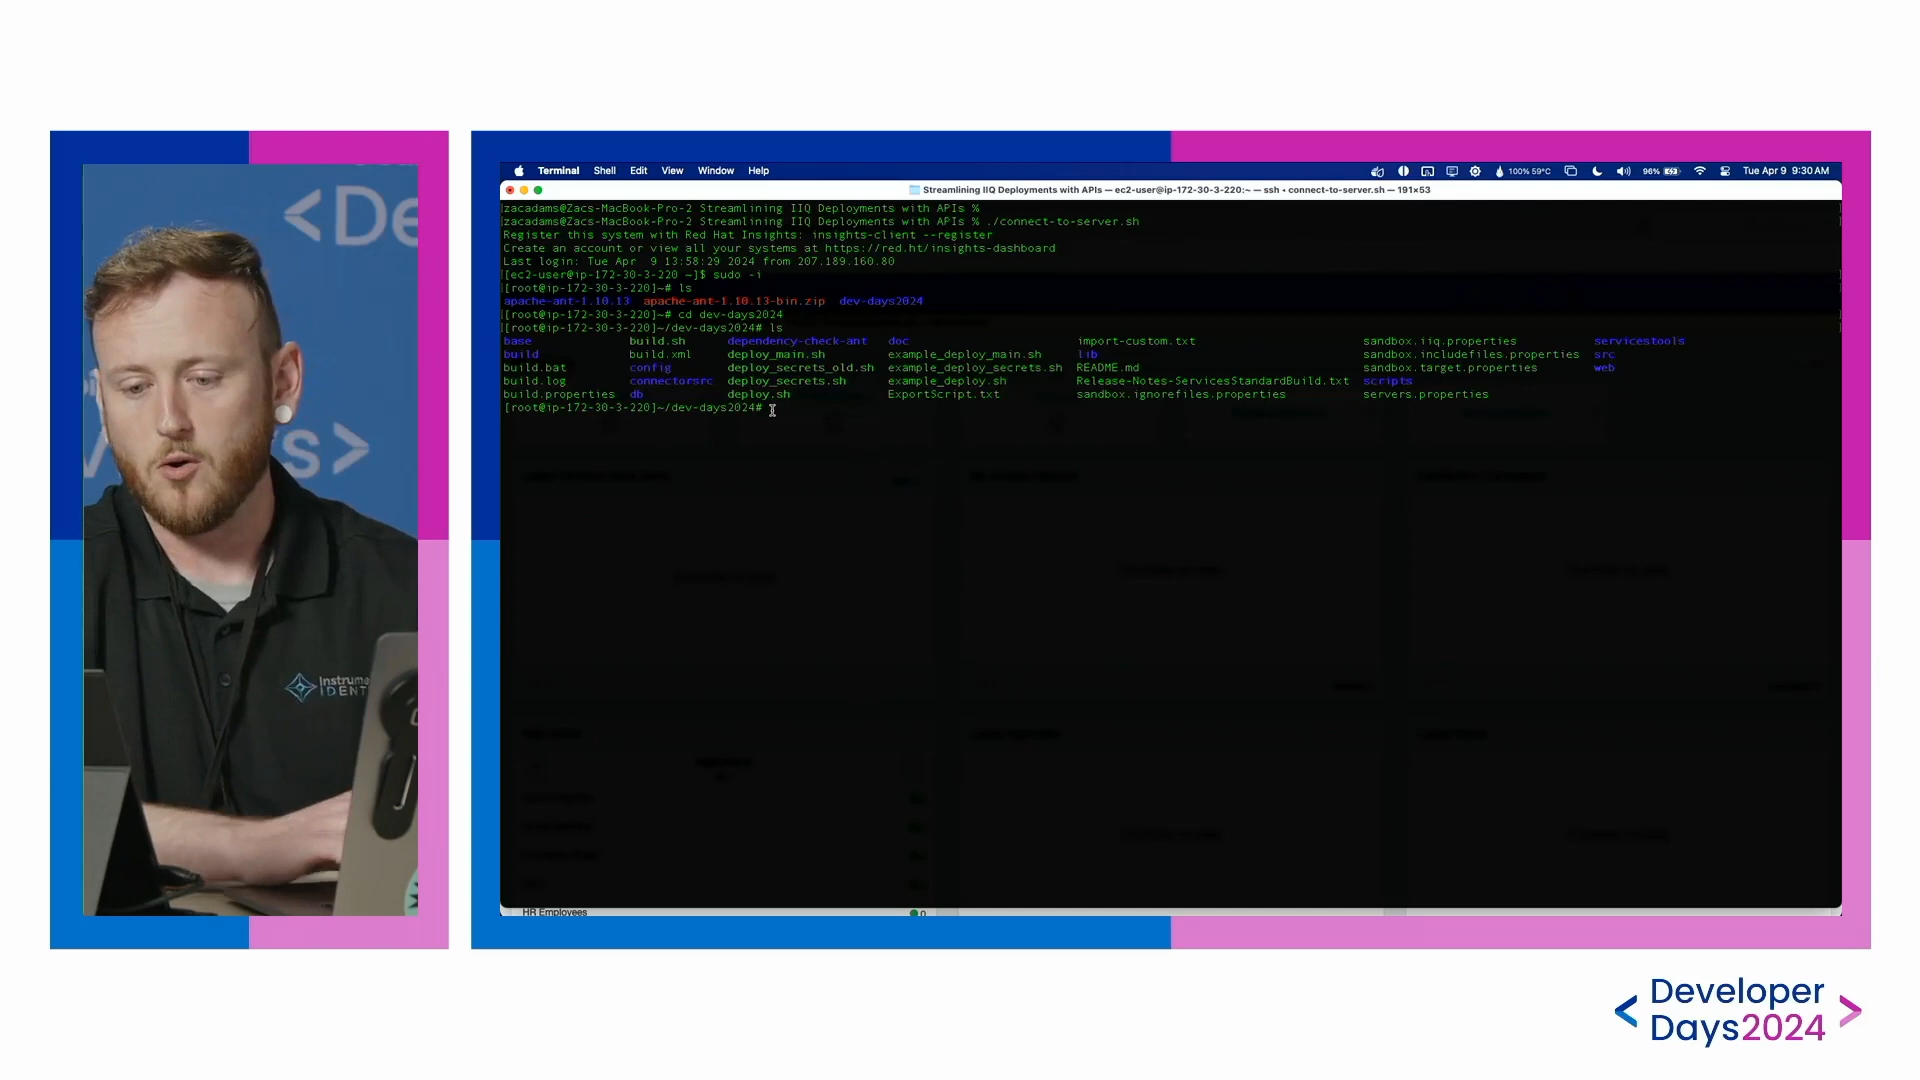 <De
s>
Instrume
IDENT
Terminal Shell Edit View Window Help
100% 59°C 96% Tue Apr 9 9:30 AM
Streamlining IIQ Deployments with APIs — ec2-user@ip-172-30-3-220:~ — ssh • connect-to-server.sh — 191×53
[zacadams@Zacs-MacBook-Pro-2 Streamlining IIQ Deployments with APIs %
[zacadams@Zacs-MacBook-Pro-2 Streamlining IIQ Deployments with APIs % ./connect-to-server.sh
Register this system with Red Hat Insights: insights-client --register
Create an account or view all your systems at https://red.ht/insights-dashboard
Last login: Tue Apr  9 13:58:29 2024 from 207.189.160.80
[[ec2-user@ip-172-30-3-220 ~]$ sudo -i
[[root@ip-172-30-3-220]~# ls
apache-ant-1.10.13 apache-ant-1.10.13-bin.zip dev-days2024
[[root@ip-172-30-3-220]~# cd dev-days2024
[[root@ip-172-30-3-220]~/dev-days2024# ls
base build.sh dependency-check-ant doc import-custom.txt sandbox.iiq.properties servicestools
build build.xml deploy_main.sh example_deploy_main.sh lib sandbox.includefiles.properties src
build.bat config deploy_secrets_old.sh example_deploy_secrets.sh README.md sandbox.target.properties web
build.log connectorsrc deploy_secrets.sh example_deploy.sh Release-Notes-ServicesStandardBuild.txt scripts
build.properties db deploy.sh ExportScript.txt sandbox.ignorefiles.properties servers.properties
[root@ip-172-30-3-220]~/dev-days2024#
HR Employees 0
< Developer
Days2024 >